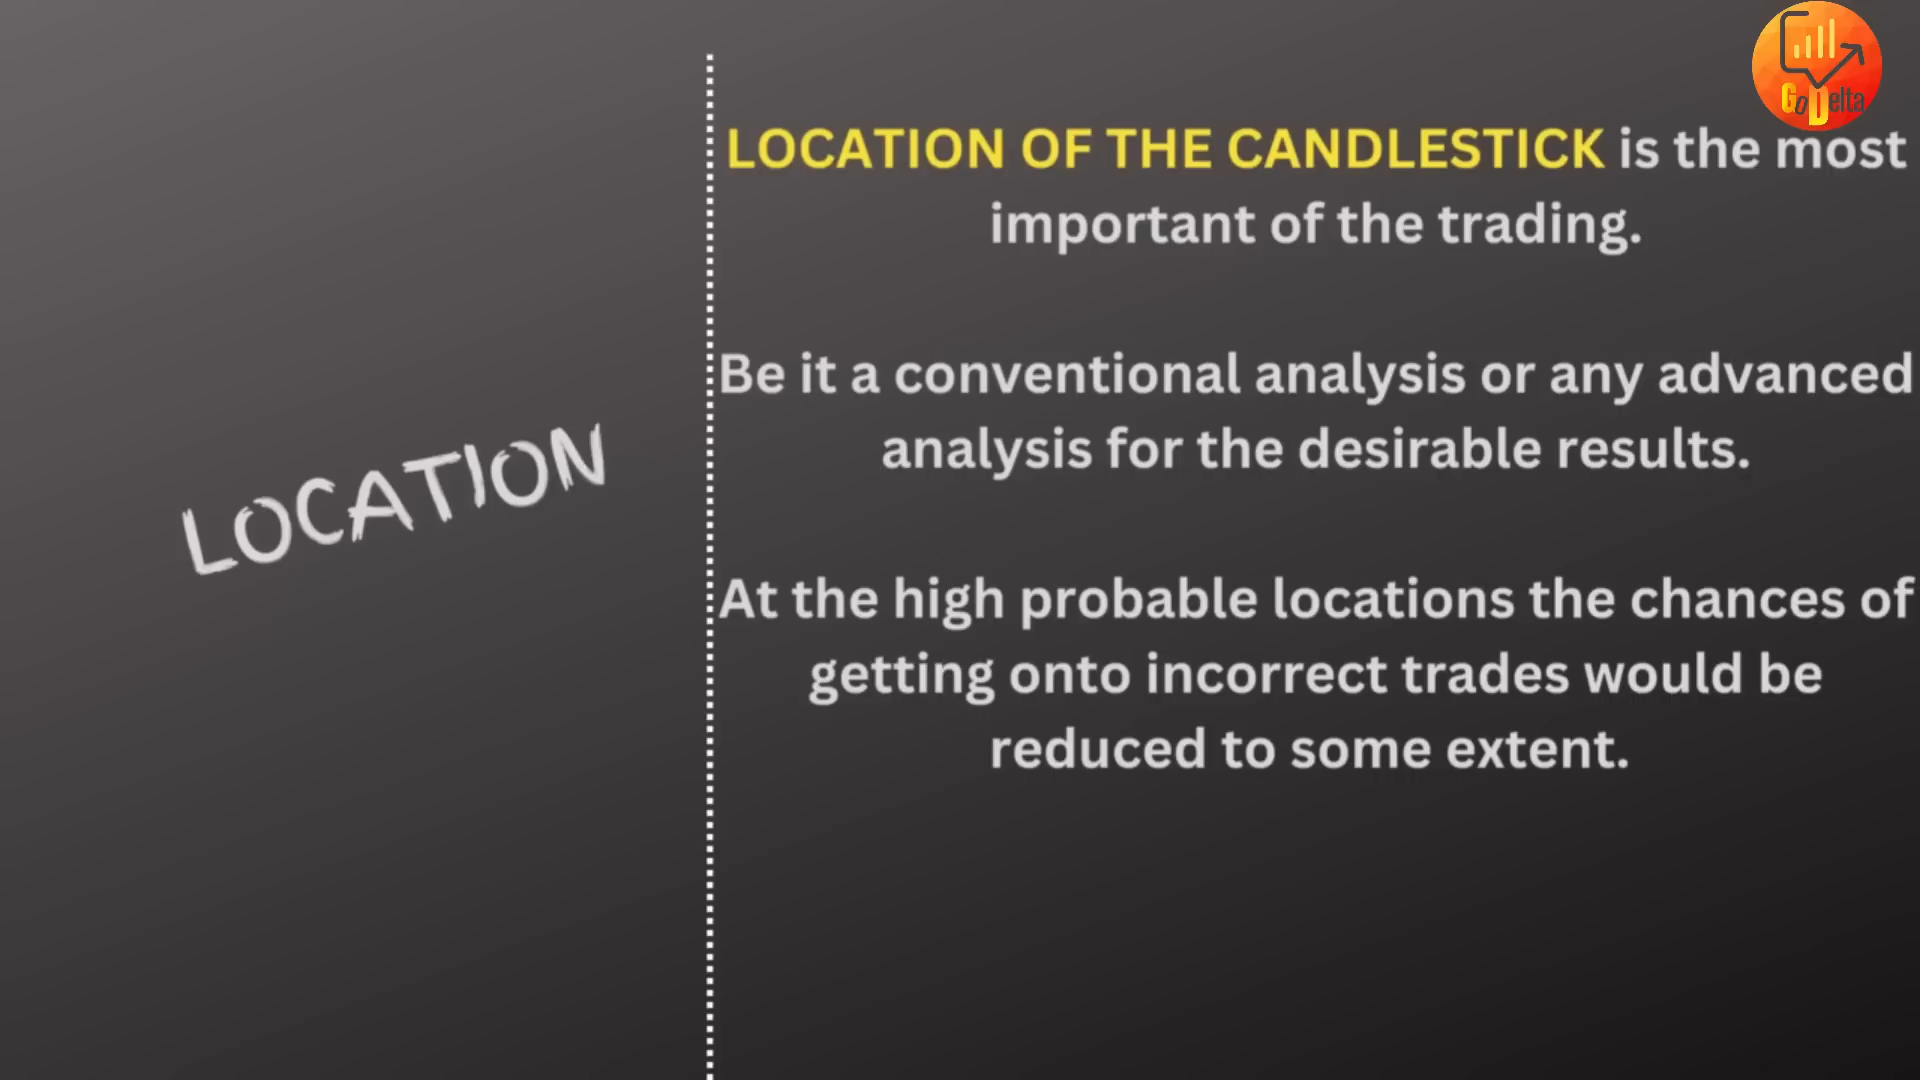 GoDelta
LOCATION OF THE CANDLESTICK is the most
important of the trading.
Be it a conventional analysis or any advanced
analysis for the desirable results.
LOCATION
At the high probable locations the chances of
getting onto incorrect trades would be
reduced to some extent.